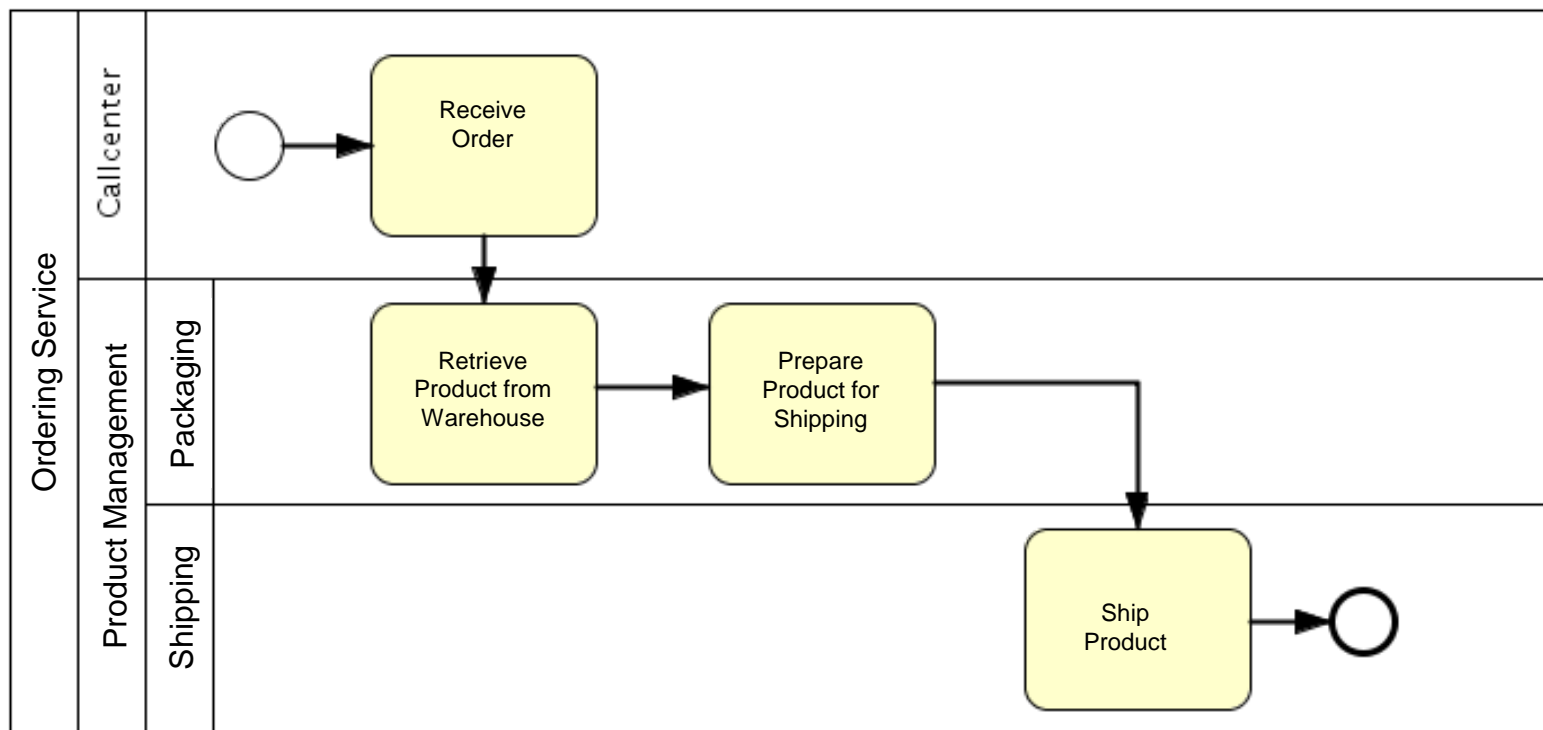 Ordering Service
Callcenter
Receive
Order
Product Management
Packaging
Retrieve
Product from
Warehouse
Prepare
Product for
Shipping
Shipping
Ship
Product